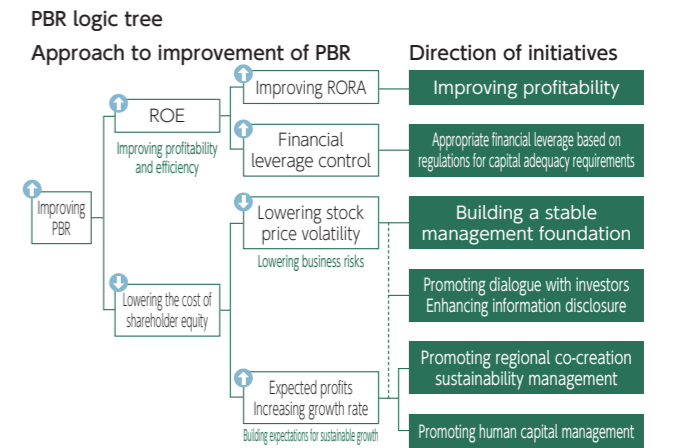 PBR logic tree
Approach to improvement of PBR
Direction of initiatives
Improving RORA
Improving profitability
ROE
Improving profitability
and efficiency
Financial
leverage control
Appropriate financial leverage based on
regulations for capital adequacy requirements
Improving
PBR
Lowering stock
price volatility
Lowering business risks
Building a stable
management foundation
Lowering the cost of
shareholder equity
Promoting dialogue with investors
Enhancing information disclosure
Expected profits
Increasing growth rate
Building expectations for sustainable growth
Promoting regional co-creation
sustainability management
Promoting human capital management